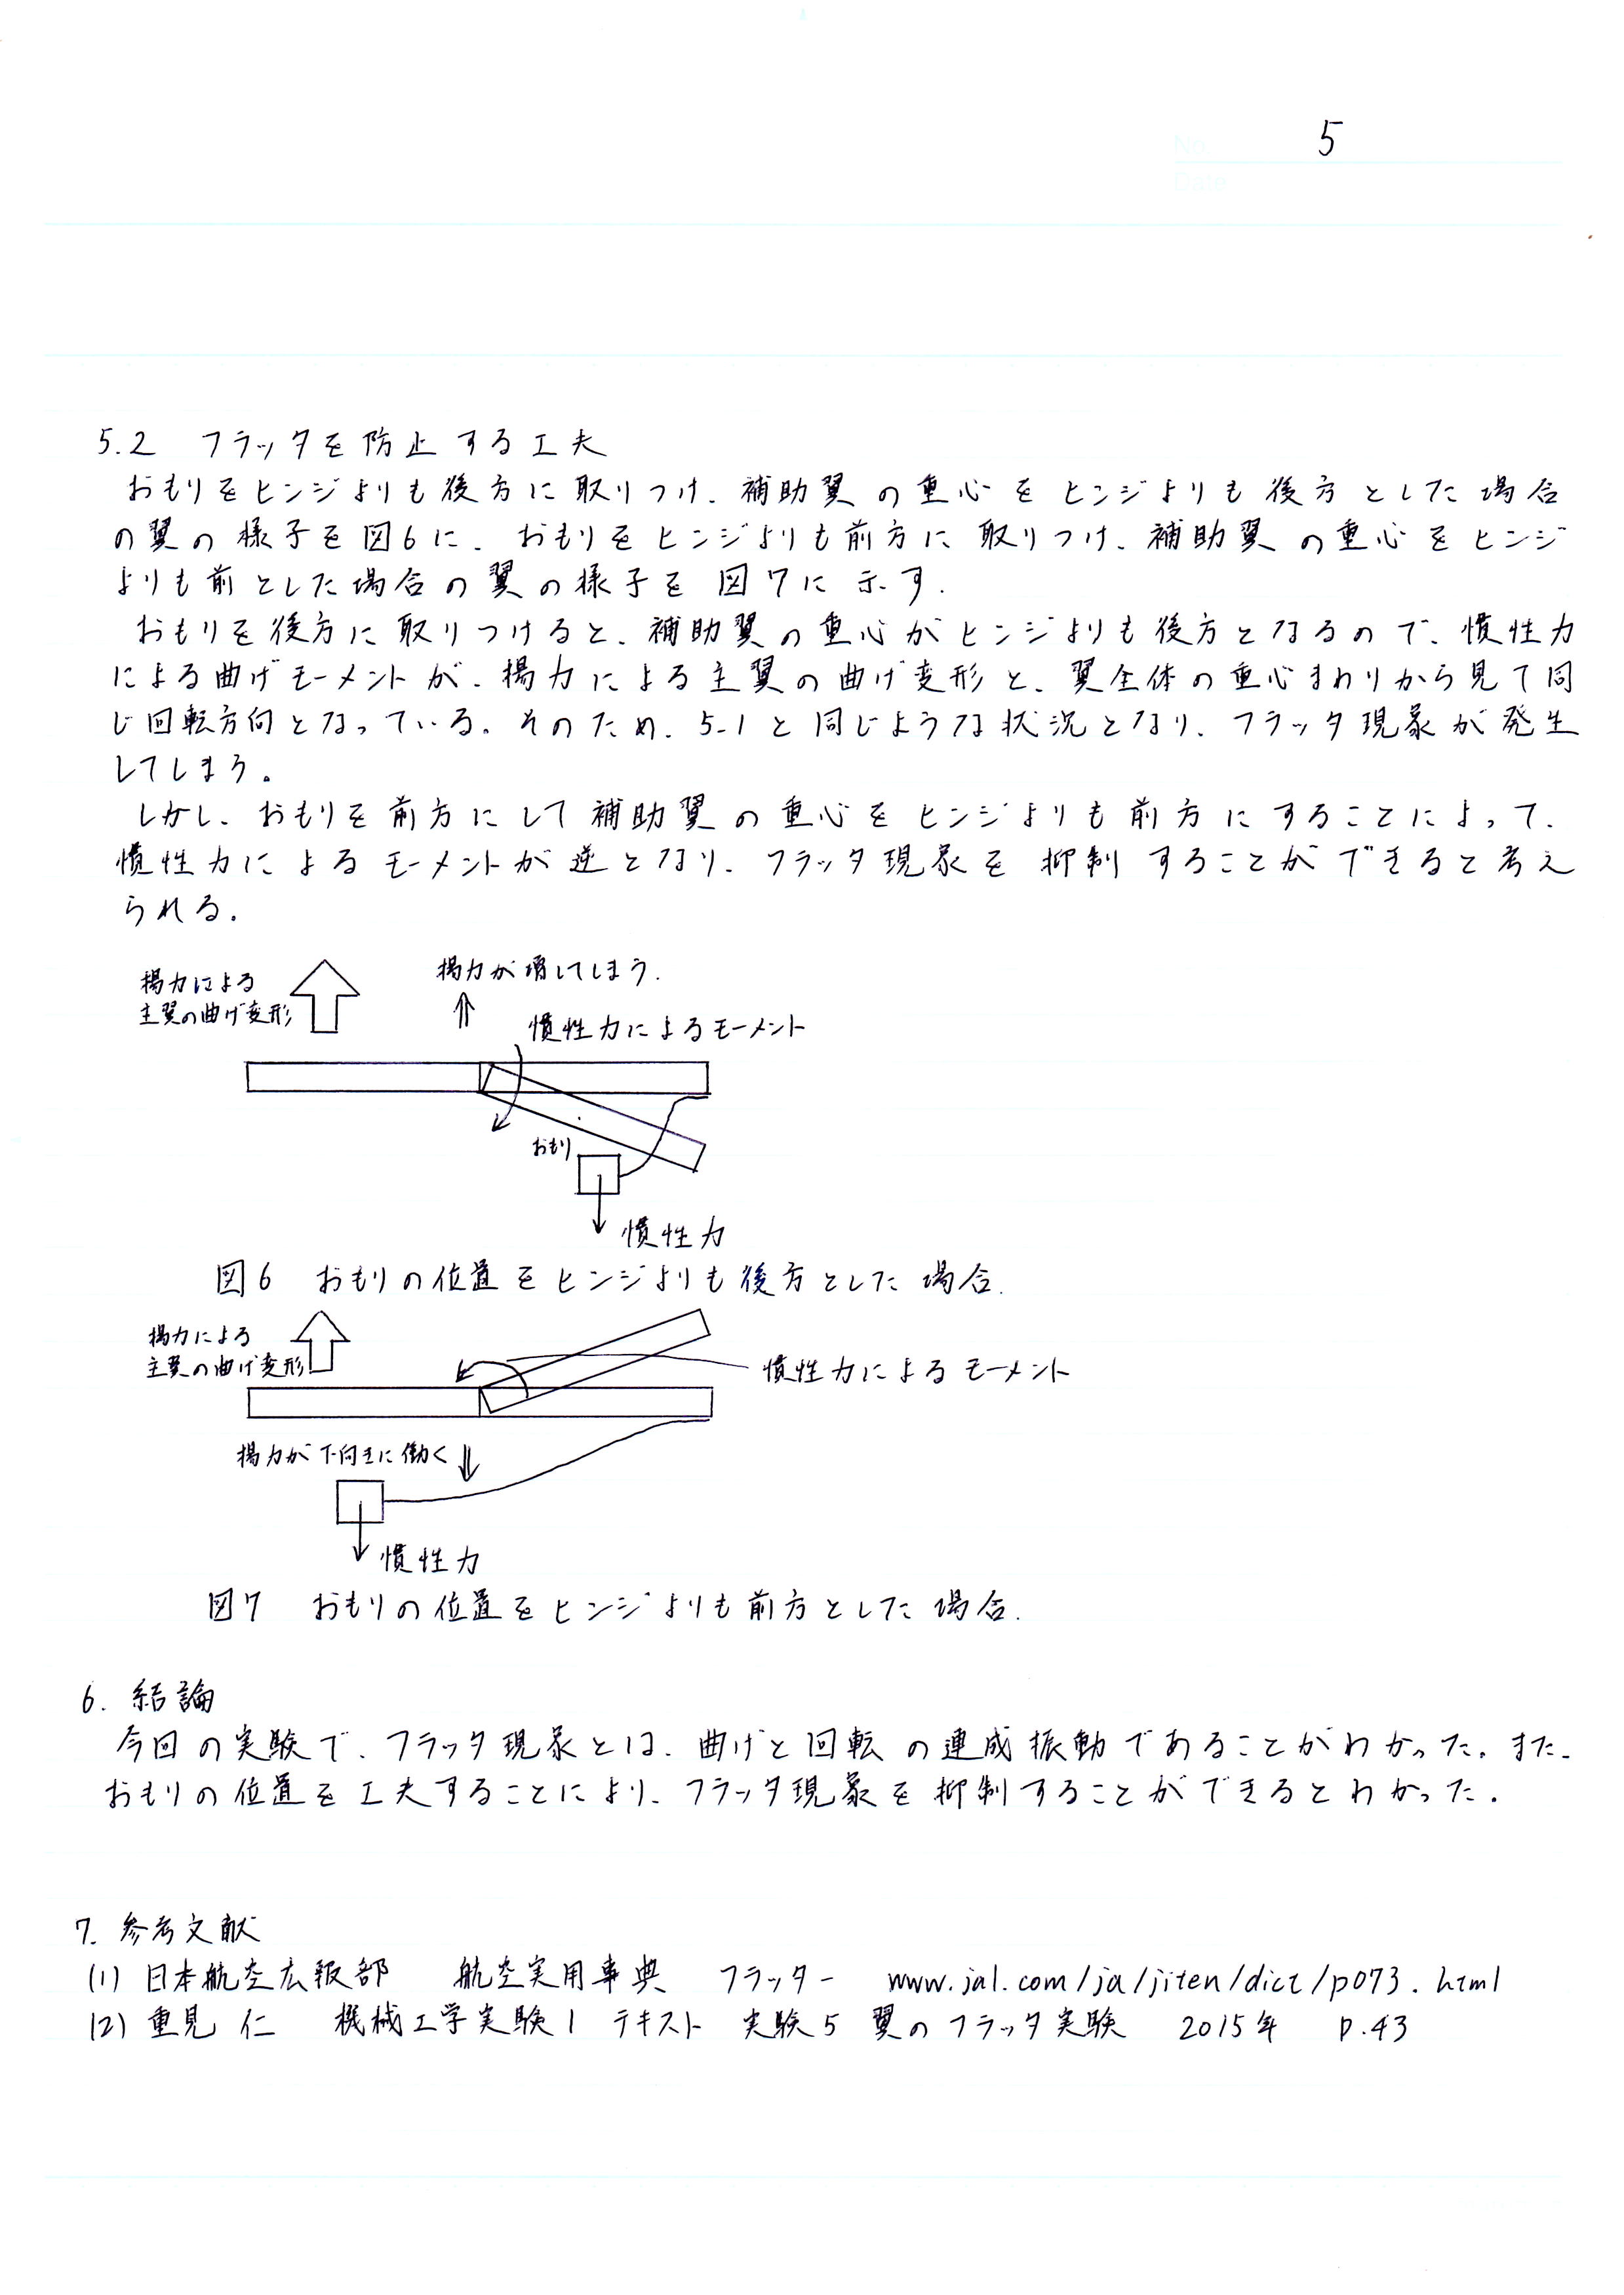 No. 5
Date
5.2 フラッタを防止する工夫
おもりをヒンジよりも後方に取りつけ、補助翼の重心をヒンジよりも後方とした場合
の翼の様子を図6に、おもりをヒンジよりも前方に取りつけ、補助翼の重心をヒンジ
よりも前とした場合の翼の様子を図7に示す.
おもりを後方に取りつけると、補助翼の重心がヒンジよりも後方となるので、慣性力
による曲げモーメントが、揚力による主翼の曲げ変形と、翼全体の重心まわりから見て同
じ回転方向となっている。そのため、5-1と同じような状況となり、フラッタ現象が発生
してしまう。
しかし、おもりを前方にして補助翼の重心をヒンジよりも前方にすることによって、
慣性力によるモーメントが逆となり、フラッタ現象を抑制することができると考え
られる.
揚力による
主翼の曲げ変形
揚力が増してしまう.
慣性力によるモーメント
おもり
慣性力
図6 おもりの位置をヒンジよりも後方とした場合.
揚力による
主翼の曲げ変形
慣性力によるモーメント
揚力が下向きに働く
慣性力
図7 おもりの位置をヒンジよりも前方とした場合.
6. 結論
今回の実験で、フラッタ現象とは、曲げと回転の連成振動であることがわかった。また、
おもりの位置を工夫することにより、フラッタ現象を抑制することができるとわかった.
7. 参考文献
(1) 日本航空広報部 航空実用事典 フラッター www.jal.com/ja/jiten/dict/p073.html
(2) 重見 仁 機械工学実験1 テキスト 実験5 翼のフラッタ実験 2015年 p.43